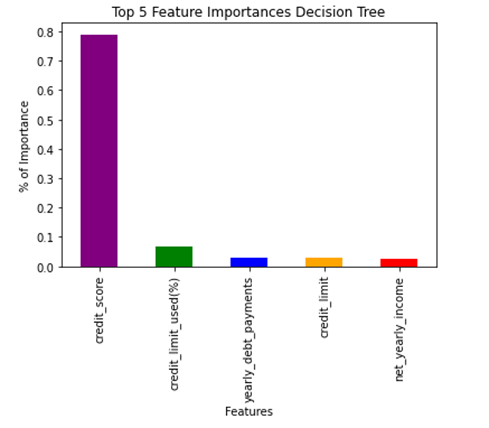 Top 5 Feature Importances Decision Tree
% of Importance
0.8
0.7
0.6
0.5
0.4
0.3
0.2
0.1
0.0
credit_score
credit_limit_used(%)
yearly_debt_payments
credit_limit
net_yearly_income
Features